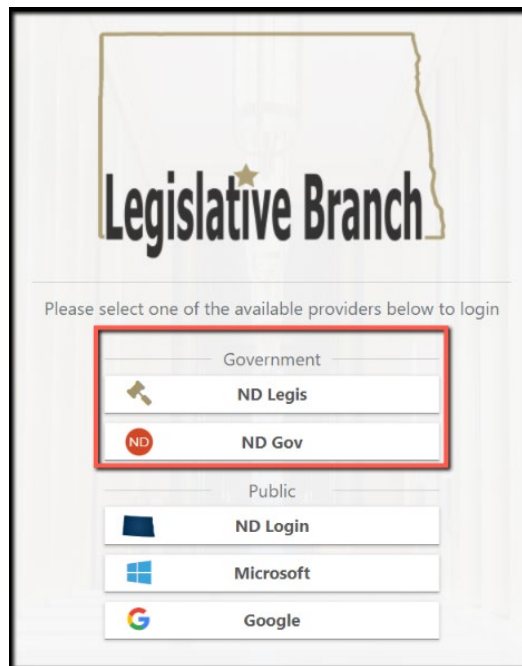 Legislative Branch
Please select one of the available providers below to login
Government
ND Legis
ND
ND Gov
Public
ND Login
Microsoft
Google